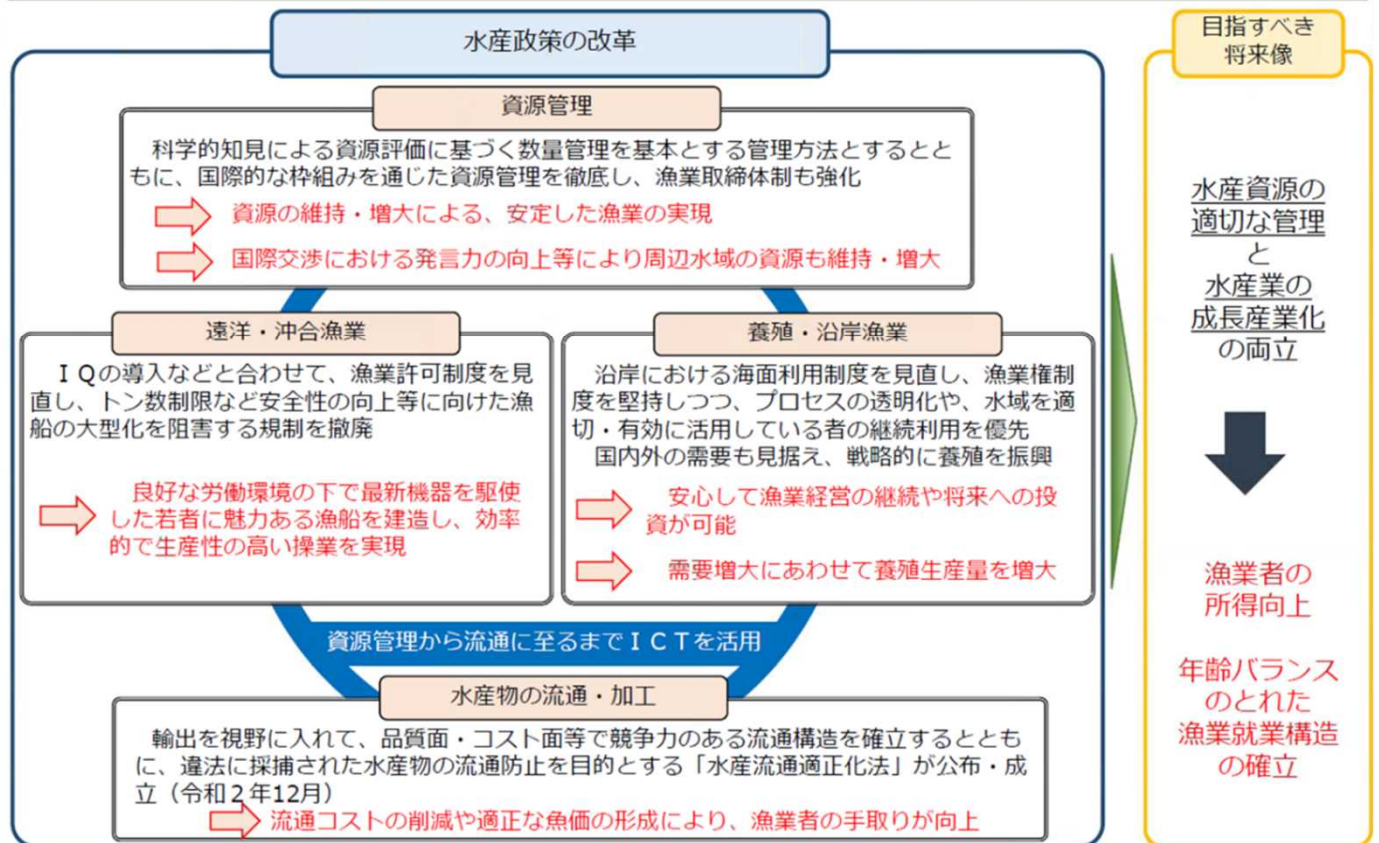 水産政策の改革
資源管理
科学的知見による資源評価に基づく数量管理を基本とする管理方法とするとと
もに、国際的な枠組みを通じた資源管理を徹底し、漁業取締体制も強化
資源の維持・増大による、安定した漁業の実現
国際交渉における発言力の向上等により周辺水域の資源も維持・増大
遠洋・沖合漁業
ＩＱの導入などと合わせて、漁業許可制度を見
直し、トン数制限など安全性の向上等に向けた漁
船の大型化を阻害する規制を撤廃
良好な労働環境の下で最新機器を駆使
した若者に魅力ある漁船を建造し、効率
的で生産性の高い操業を実現
養殖・沿岸漁業
沿岸における海面利用制度を見直し、漁業権制
度を堅持しつつ、プロセスの透明化や、水域を適
切・有効に活用している者の継続利用を優先
国内外の需要も見据え、戦略的に養殖を振興
安心して漁業経営の継続や将来への投
資が可能
需要増大にあわせて養殖生産量を増大
資源管理から流通に至るまでＩＣＴを活用
水産物の流通・加工
輸出を視野に入れて、品質面・コスト面等で競争力のある流通構造を確立するととも
に、違法に採捕された水産物の流通防止を目的とする「水産流通適正化法」が公布・成
立（令和２年12月）
流通コストの削減や適正な魚価の形成により、漁業者の手取りが向上
目指すべき
将来像
水産資源の
適切な管理
と
水産業の
成長産業化
の両立
漁業者の
所得向上
年齢バランス
のとれた
漁業就業構造
の確立